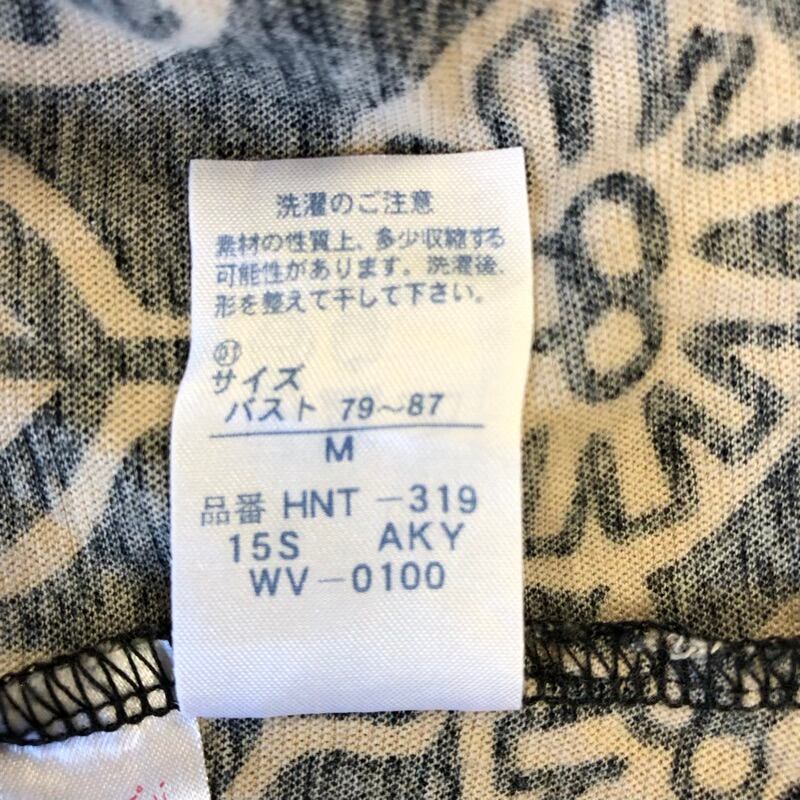 洗濯のご注意
素材の性質上、多少収縮する
可能性があります。洗濯後、
形を整えて干して下さい。
サイズ
バスト 79～87
M
品番 HNT －319
15S AKY
WV－0100